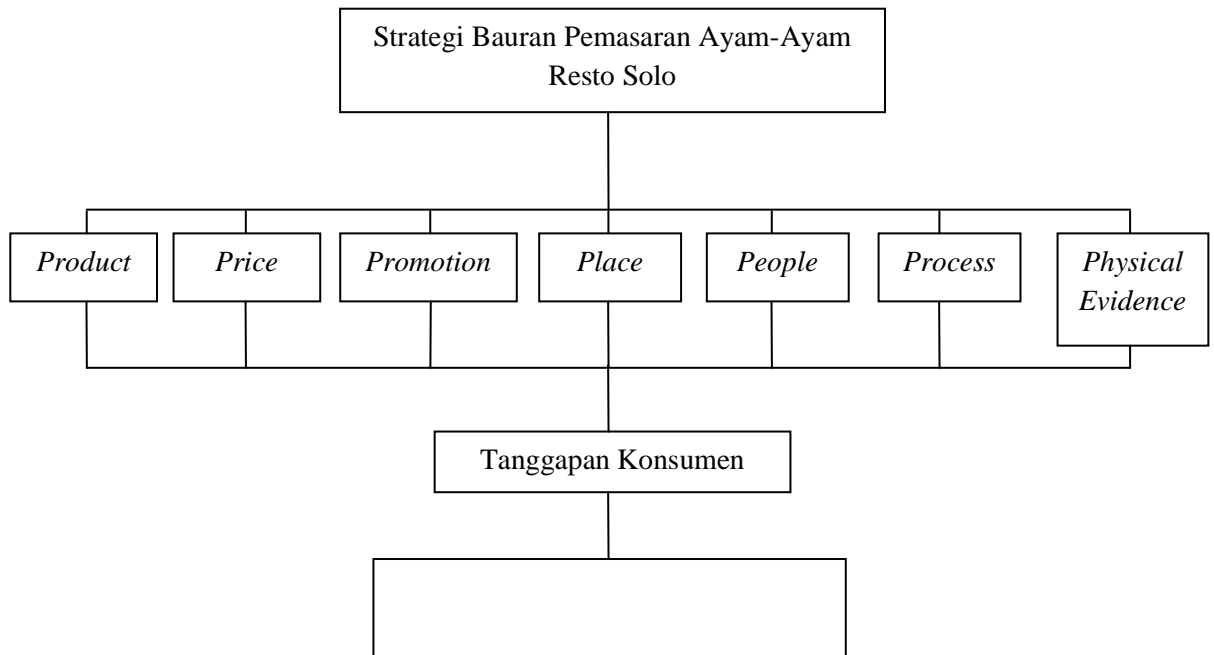 Strategi Bauran Pemasaran Ayam-Ayam
Resto Solo
Product
Price
Promotion
Place
People
Process
Physical
Evidence
Tanggapan Konsumen